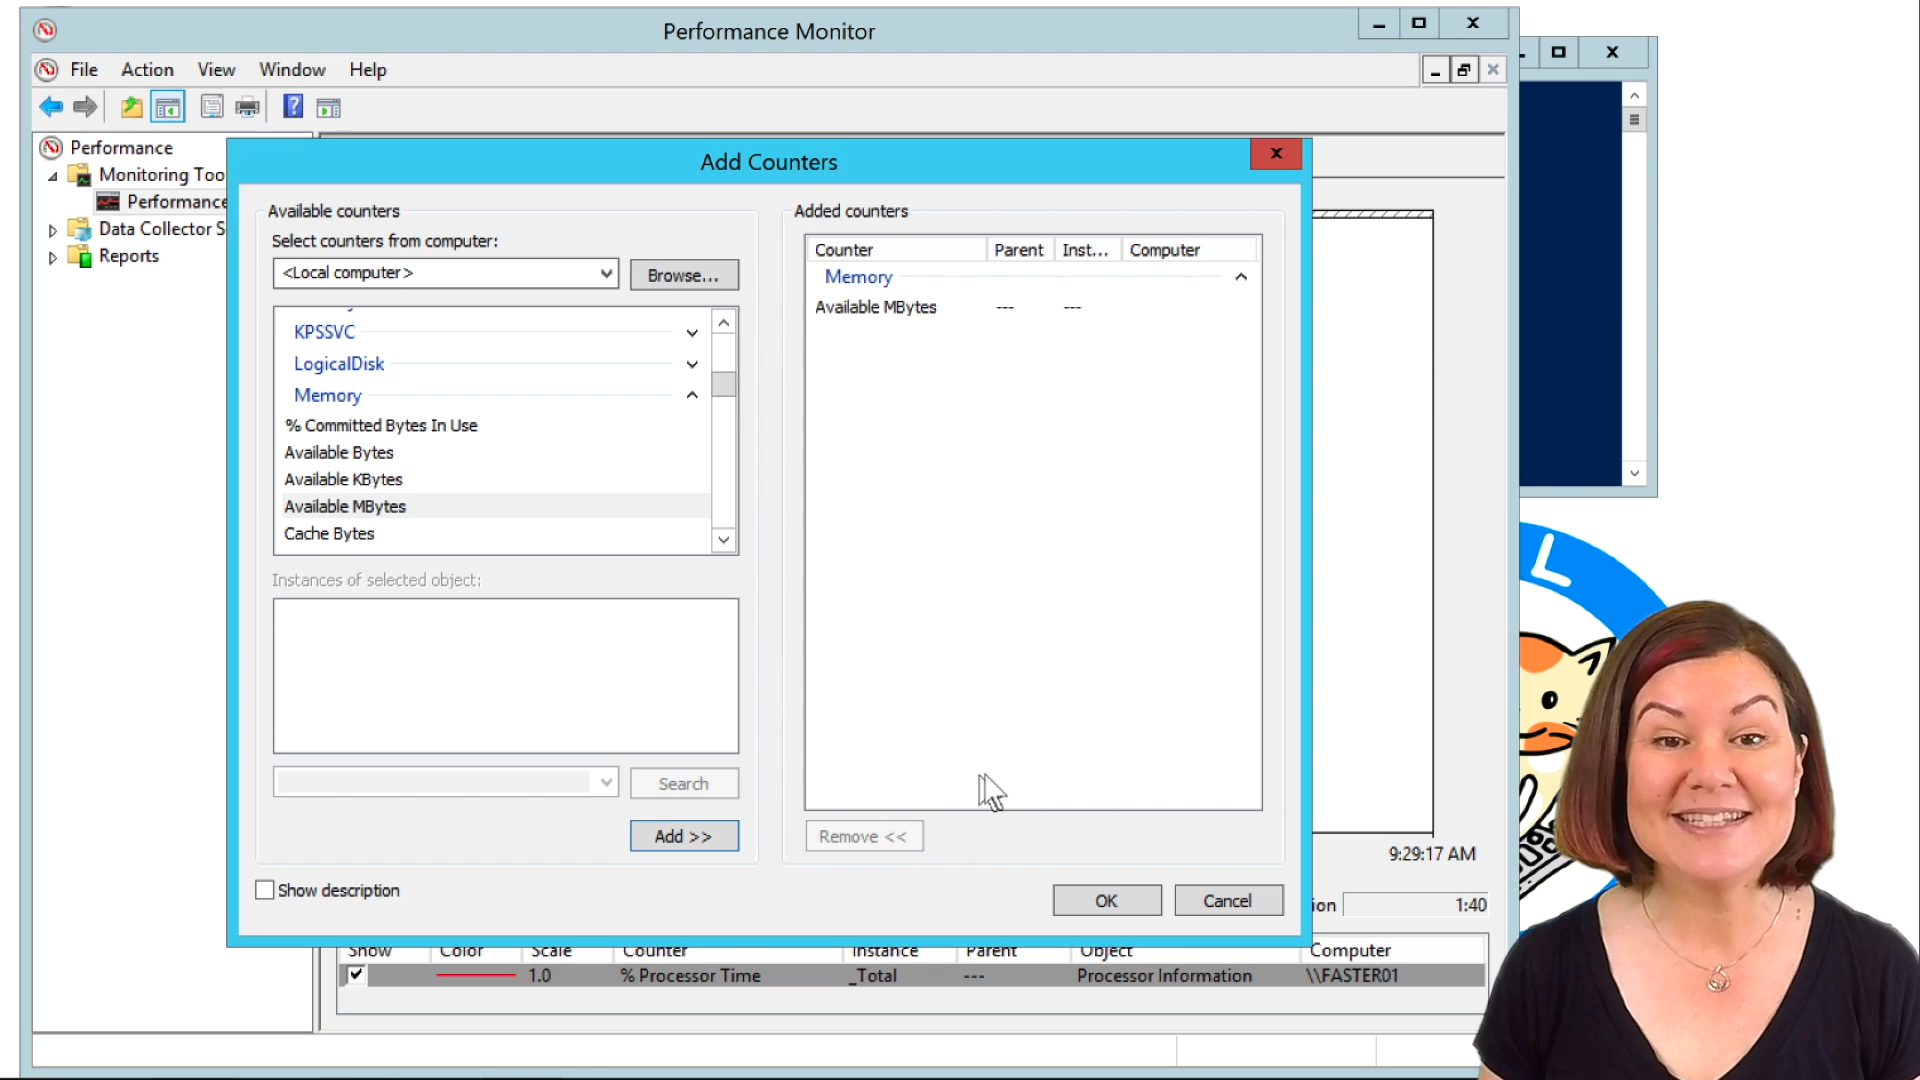 Performance Monitor
File Action View Window Help
Performance
Monitoring Too
Performance
Data Collector S
Reports
Add Counters
Available counters
Select counters from computer:
<Local computer>
Browse...
KPSSVC
LogicalDisk
Memory
% Committed Bytes In Use
Available Bytes
Available KBytes
Available MBytes
Cache Bytes
Instances of selected object:
Search
Add >>
Show description
Added counters
Counter Parent Inst... Computer
Memory
Available MBytes --- ---
Remove <<
OK Cancel
9:29:17 AM
ion 1:40
Show Color Scale Counter Instance Parent Object Computer
1.0 % Processor Time _Total --- Processor Information \\FASTER01
L